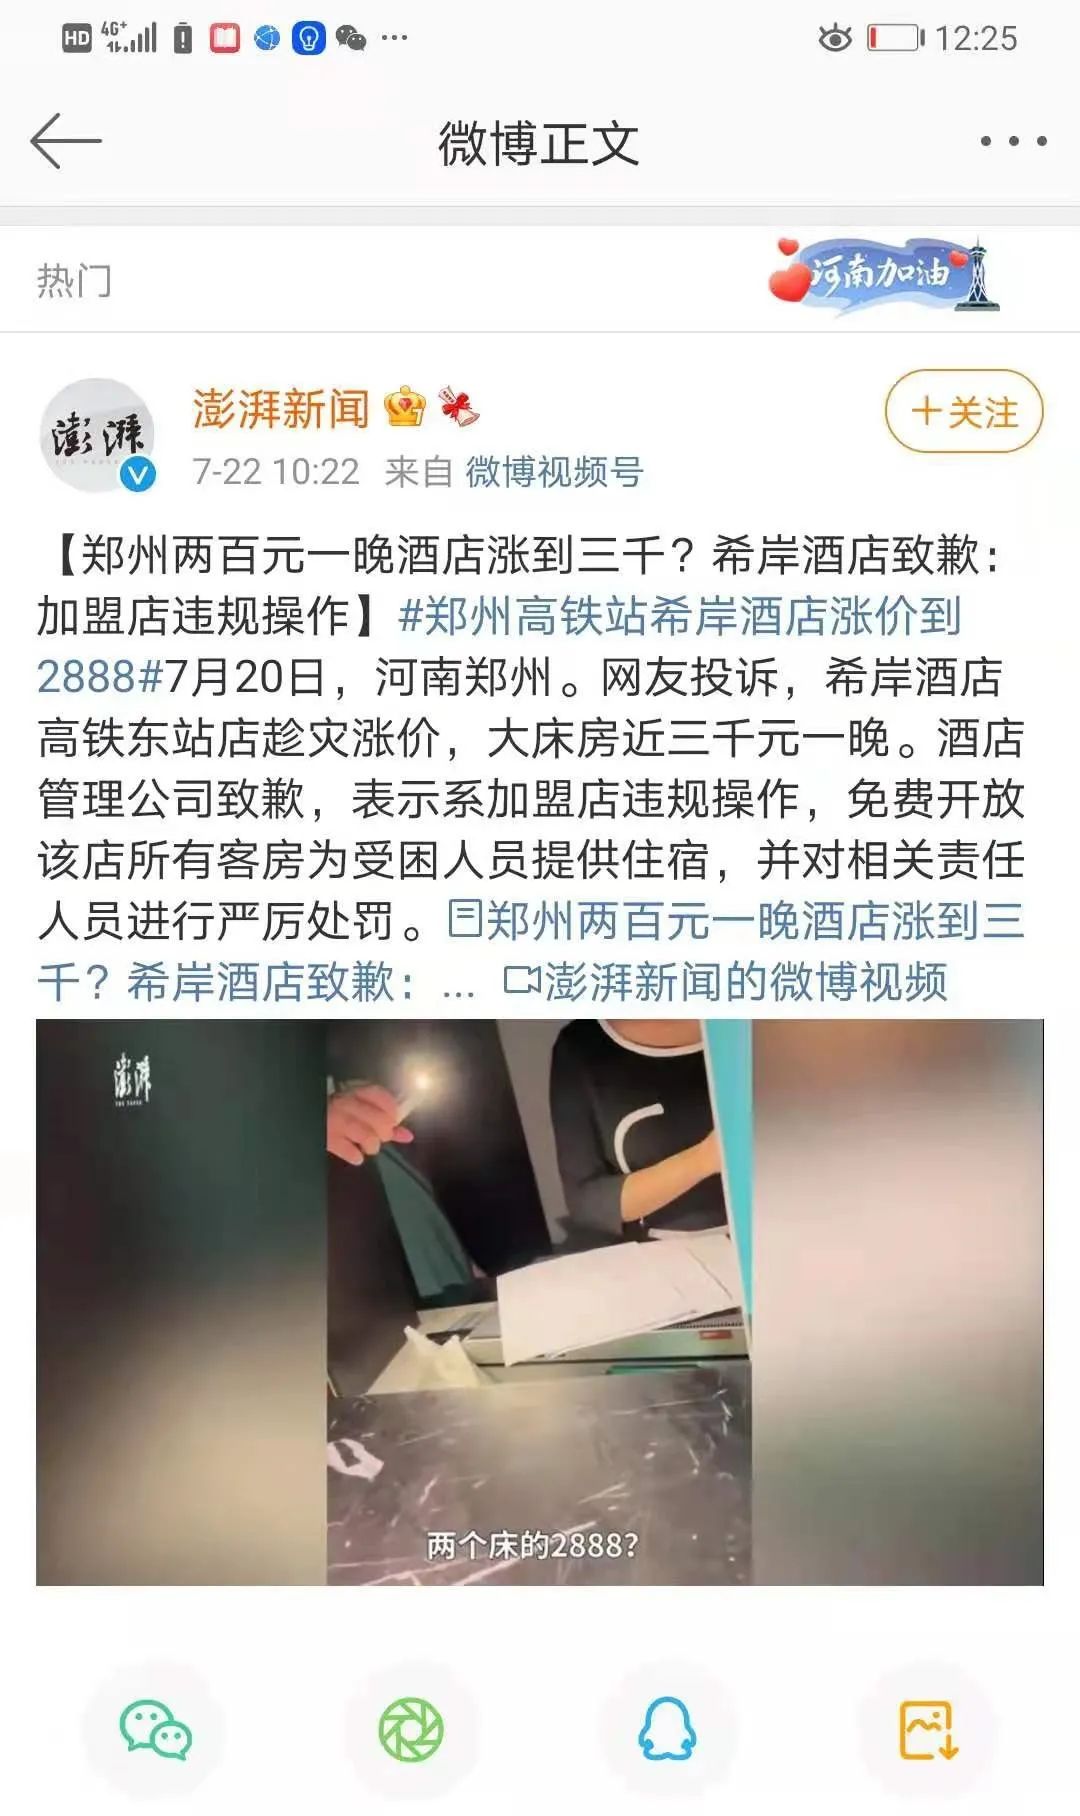 HD 4G+ 12:25
微博正文
热门
河南加油
澎湃
澎湃新闻
+关注
7-22 10:22 来自 微博视频号
【郑州两百元一晚酒店涨到三千？希岸酒店致歉：
加盟店违规操作】#郑州高铁站希岸酒店涨价到
2888#7月20日，河南郑州。网友投诉，希岸酒店
高铁东站店趁灾涨价，大床房近三千元一晚。酒店
管理公司致歉，表示系加盟店违规操作，免费开放
该店所有客房为受困人员提供住宿，并对相关责任
人员进行严厉处罚。郑州两百元一晚酒店涨到三
千？希岸酒店致歉：... 澎湃新闻的微博视频
澎湃
两个床的2888？